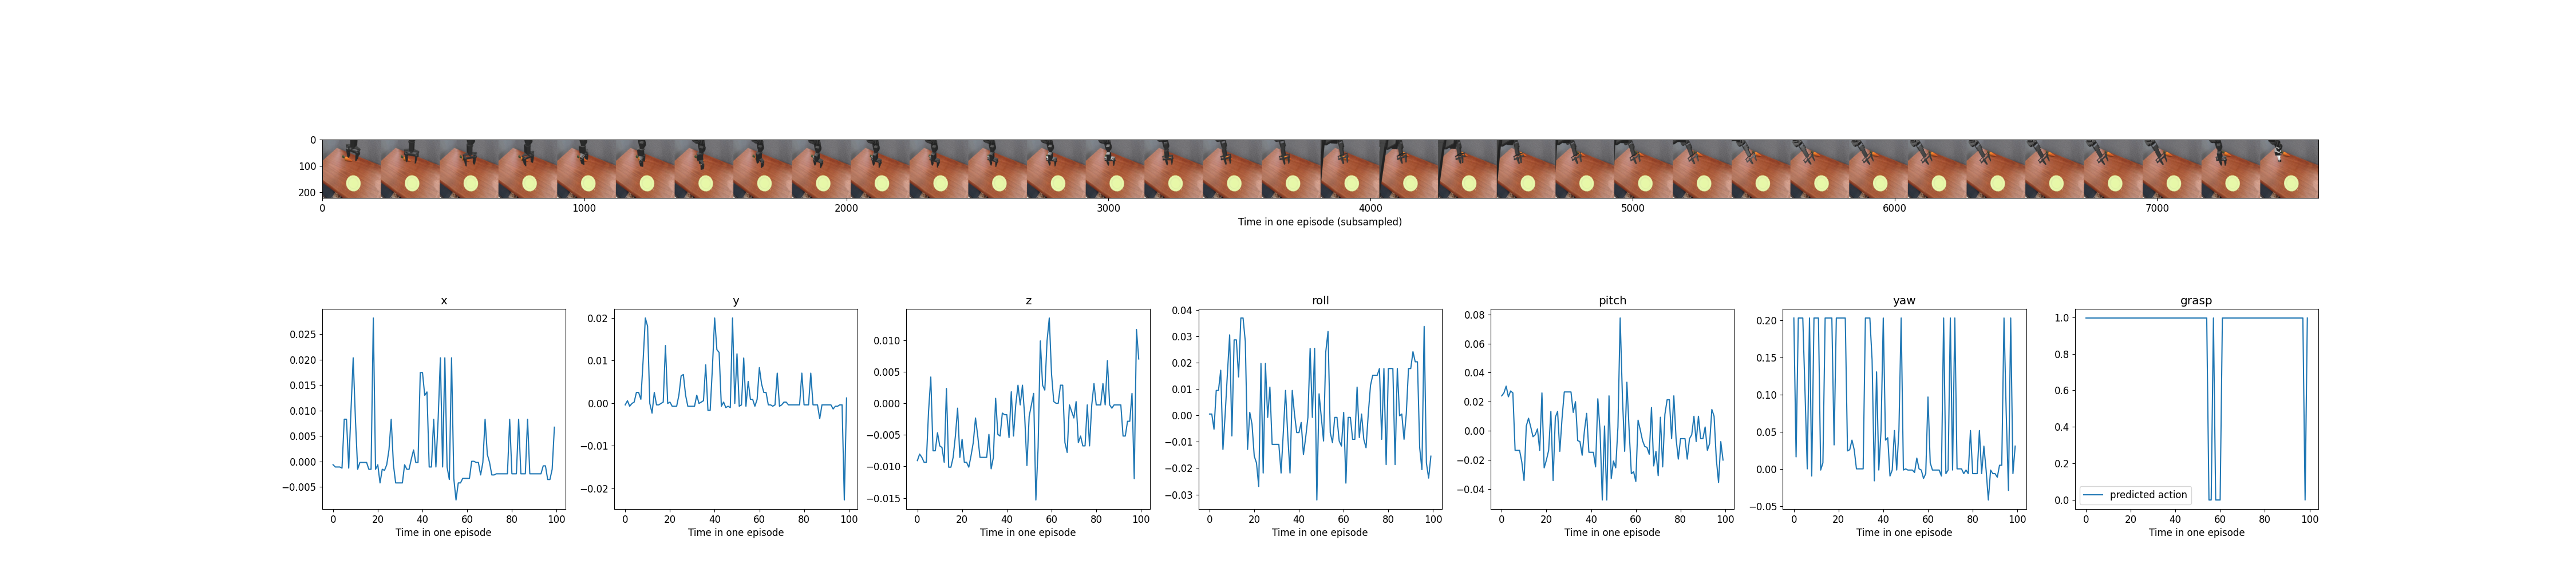 0
100
200
0 1000 2000 3000 4000 5000 6000 7000
Time in one episode (subsampled)
x
0.025
0.020
0.015
0.010
0.005
0.000
−0.005
0 20 40 60 80 100
Time in one episode
y
0.02
0.01
0.00
−0.01
−0.02
0 20 40 60 80 100
Time in one episode
z
0.010
0.005
0.000
−0.005
−0.010
−0.015
0 20 40 60 80 100
Time in one episode
roll
0.04
0.03
0.02
0.01
0.00
−0.01
−0.02
−0.03
0 20 40 60 80 100
Time in one episode
pitch
0.08
0.06
0.04
0.02
0.00
−0.02
−0.04
0 20 40 60 80 100
Time in one episode
yaw
0.20
0.15
0.10
0.05
0.00
−0.05
0 20 40 60 80 100
Time in one episode
grasp
1.0
0.8
0.6
0.4
0.2
0.0
predicted action
0 20 40 60 80 100
Time in one episode